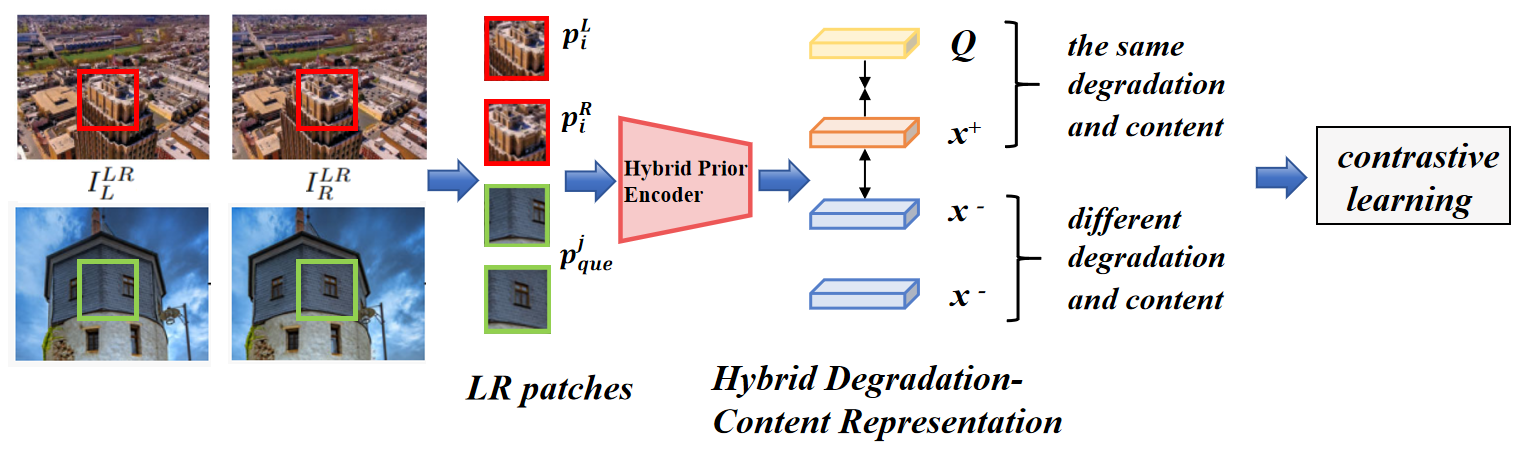 I_L^{LR}
I_R^{LR}
p_i^L
p_i^R
p_{que}^j
LR patches
Hybrid Prior
Encoder
Q
x^+
x^-
x^-
Hybrid Degradation-
Content Representation
the same
degradation
and content
different
degradation
and content
contrastive
learning